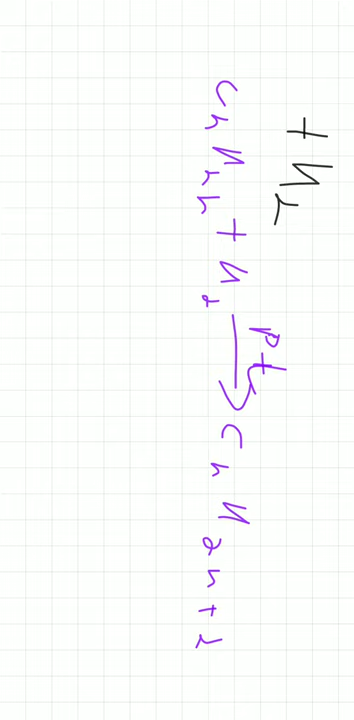 + H₂
CₙH₂ₙ + H₂ ⟶ CₙH₂ₙ₊₂
Pt